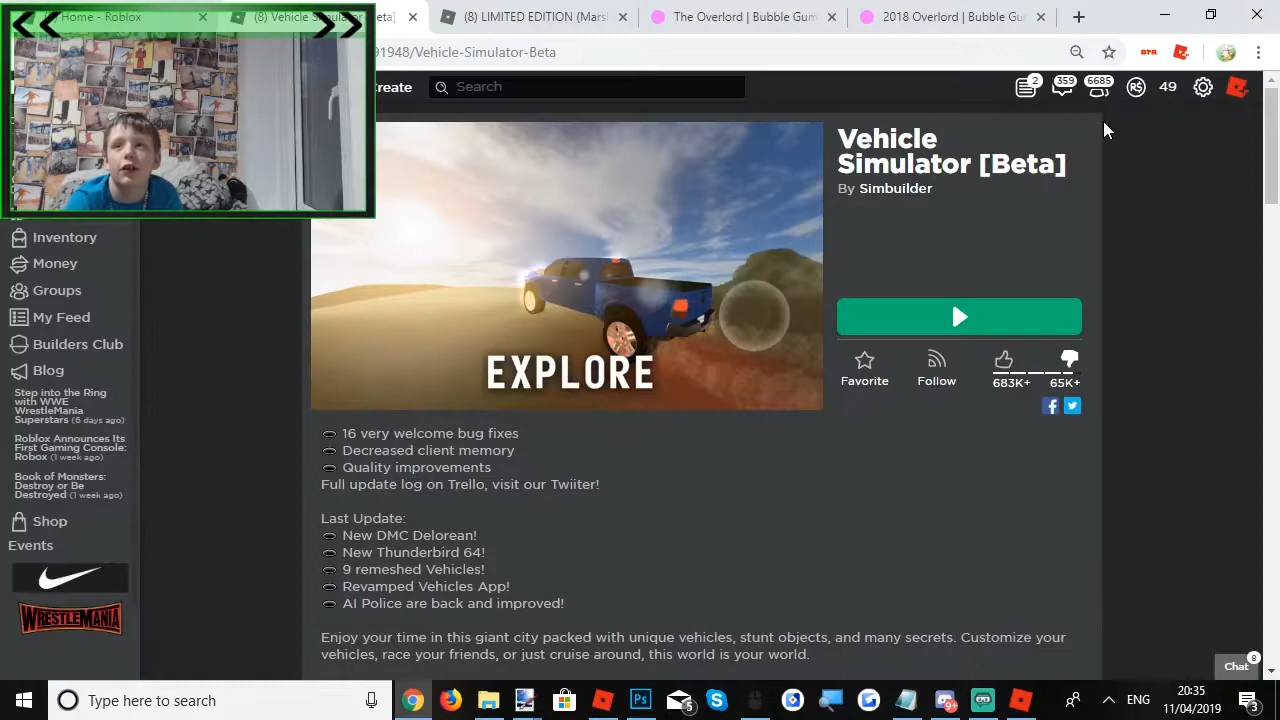 Home - Roblox
(8) Vehicle Simulator [Beta]
(8) LIMITED EDITION (Mars
The Ov | Bubble Gum
2018 Overlord | Bubble Gu
91948/Vehicle-Simulator-Beta
Create
Search
2
359
6685
49
Vehicle
Simulator [Beta]
By Simbuilder
EXPLORE
Favorite
Follow
683K+
65K+
Inventory
Money
Groups
My Feed
Builders Club
Blog
Step into the Ring
with WWE
WrestleMania
Superstars (6 days ago)
Roblox Announces Its
First Gaming Console:
Robox (1 week ago)
Book of Monsters:
Destroy or Be
Destroyed (1 week ago)
Shop
Events
WRESTLEMANIA
16 very welcome bug fixes
Decreased client memory
Quality improvements
Full update log on Trello, visit our Twiiter!
Last Update:
New DMC Delorean!
New Thunderbird 64!
9 remeshed Vehicles!
Revamped Vehicles App!
AI Police are back and improved!
Enjoy your time in this giant city packed with unique vehicles, stunt objects, and many secrets. Customize your
vehicles, race your friends, or just cruise around, this world is your world.
Chat
8
Type here to search
Ps
5
9+
ENG
20:35
11/04/2019
3